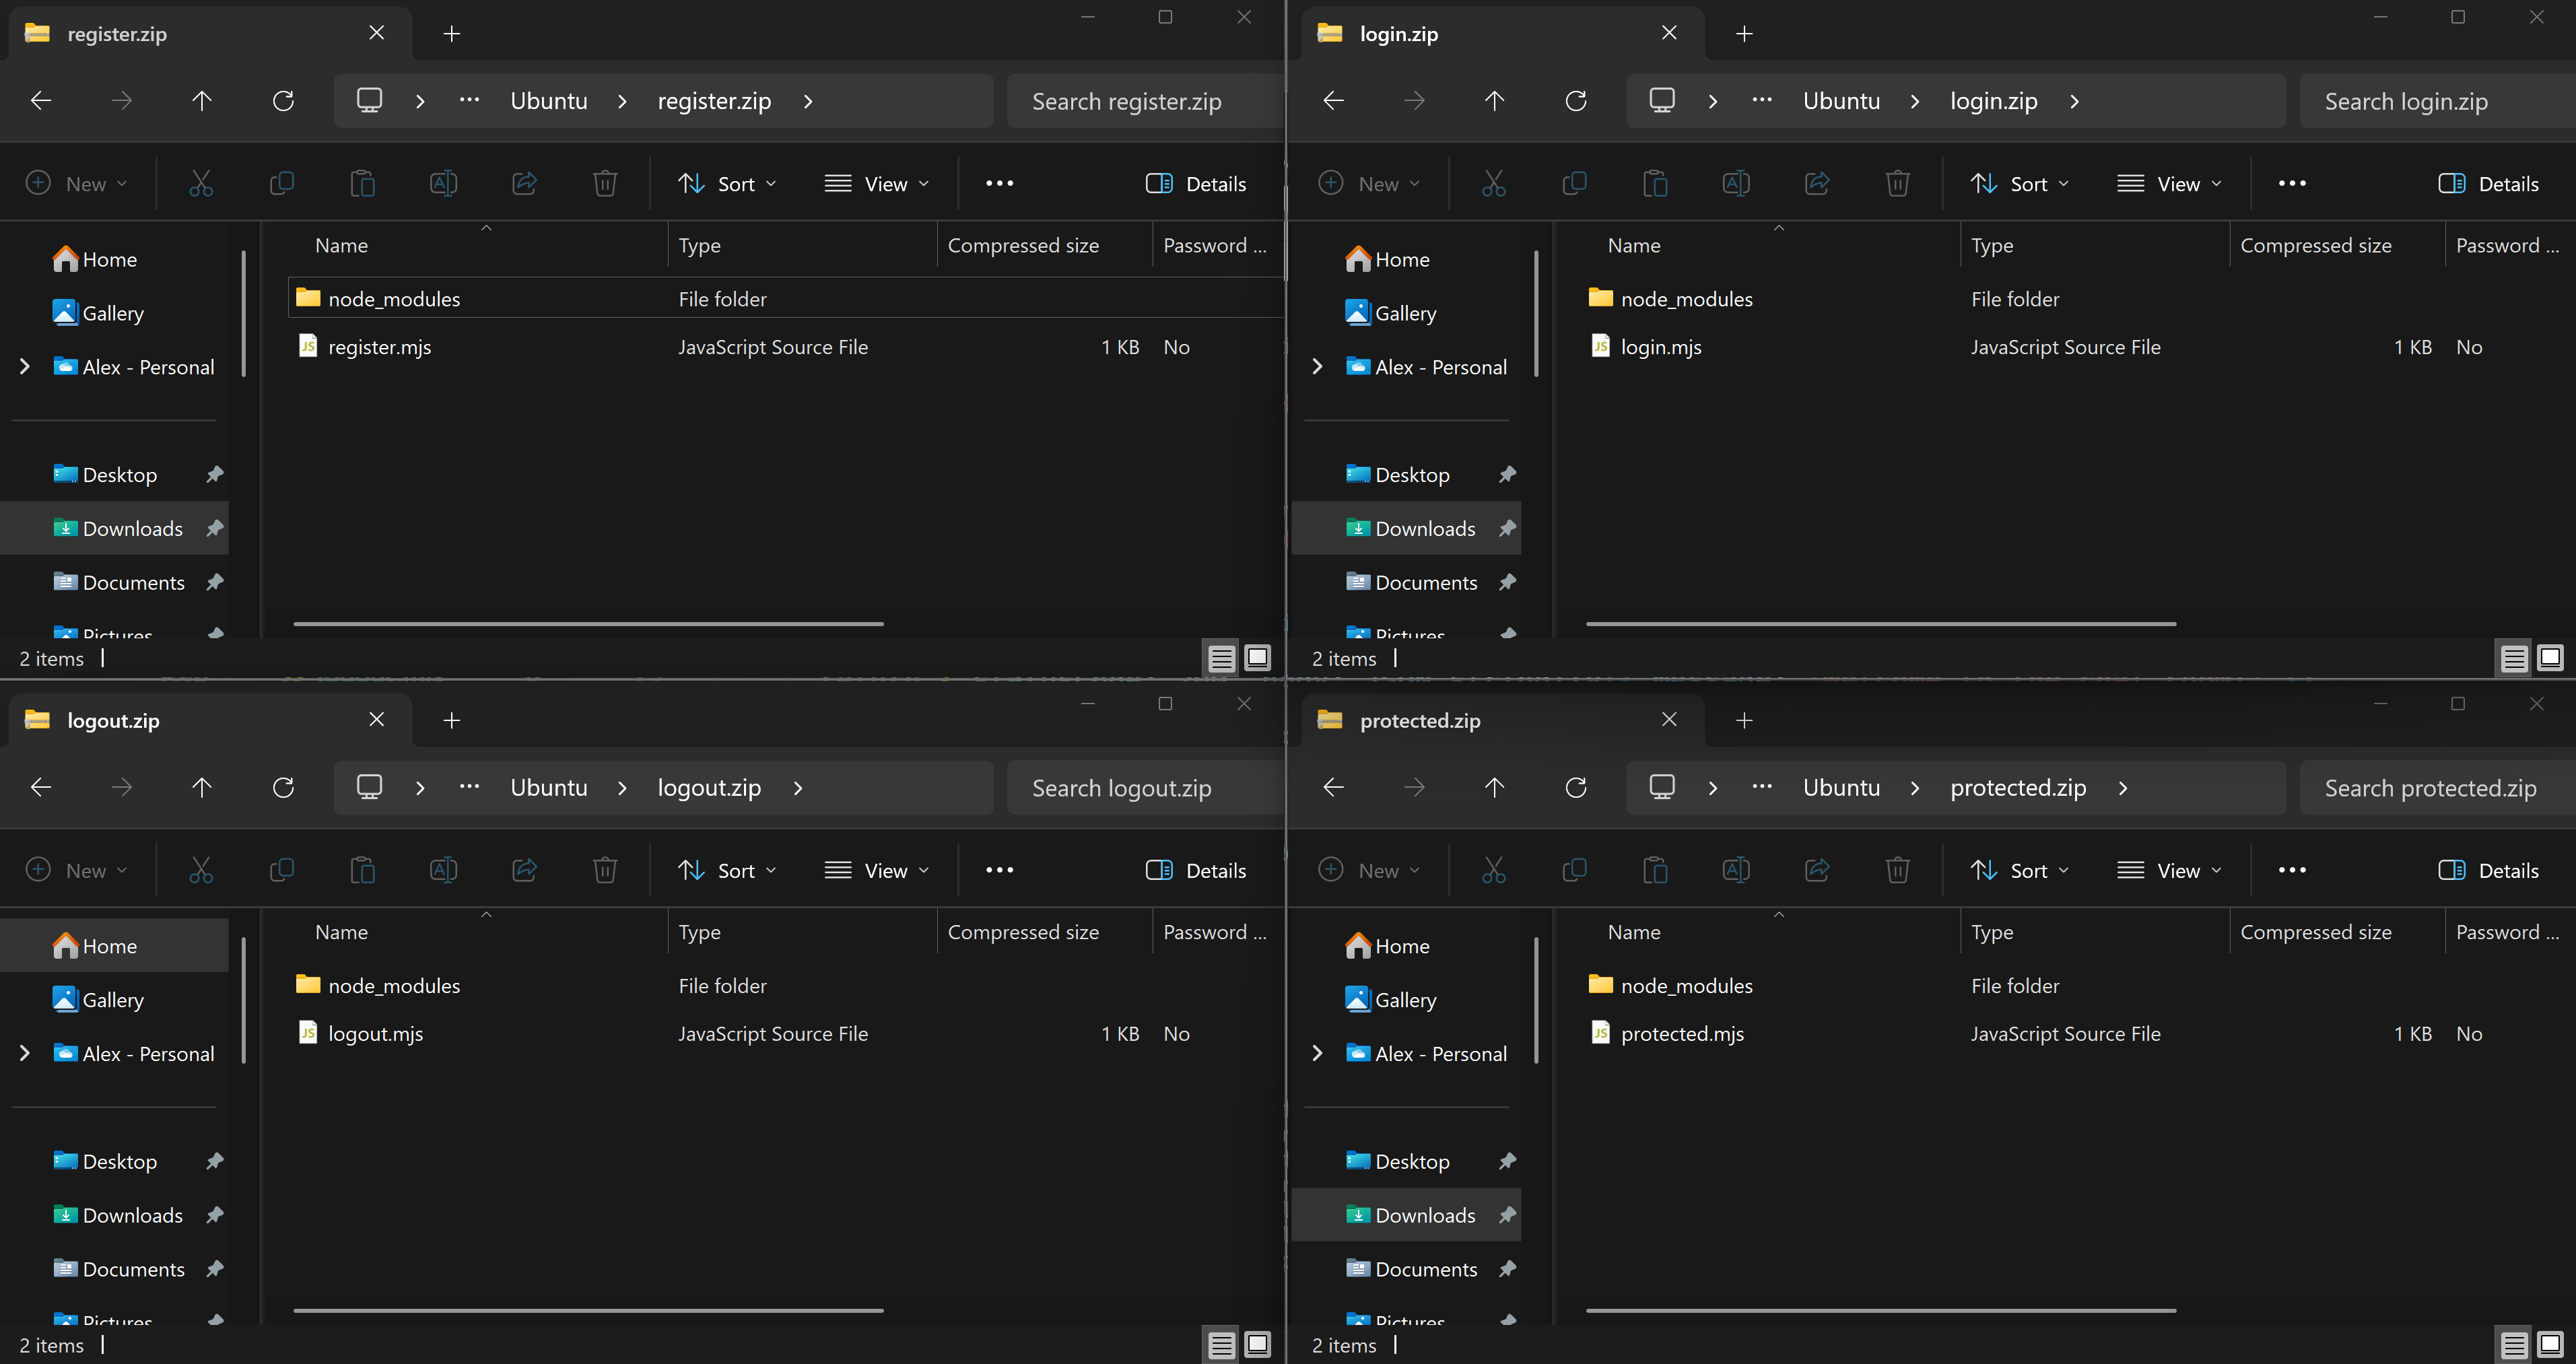 register.zip
Ubuntu register.zip
Search register.zip
New Sort View Details
Name Type Compressed size Password ...
Home
Gallery
Alex - Personal
Desktop
Downloads
Documents
Pictures
node_modules File folder
register.mjs JavaScript Source File 1 KB No
2 items
login.zip
Ubuntu login.zip
Search login.zip
New Sort View Details
Name Type Compressed size Password ...
Home
Gallery
Alex - Personal
Desktop
Downloads
Documents
Pictures
node_modules File folder
login.mjs JavaScript Source File 1 KB No
2 items
logout.zip
Ubuntu logout.zip
Search logout.zip
New Sort View Details
Name Type Compressed size Password ...
Home
Gallery
Alex - Personal
Desktop
Downloads
Documents
Pictures
node_modules File folder
logout.mjs JavaScript Source File 1 KB No
2 items
protected.zip
Ubuntu protected.zip
Search protected.zip
New Sort View Details
Name Type Compressed size Password ...
Home
Gallery
Alex - Personal
Desktop
Downloads
Documents
Pictures
node_modules File folder
protected.mjs JavaScript Source File 1 KB No
2 items